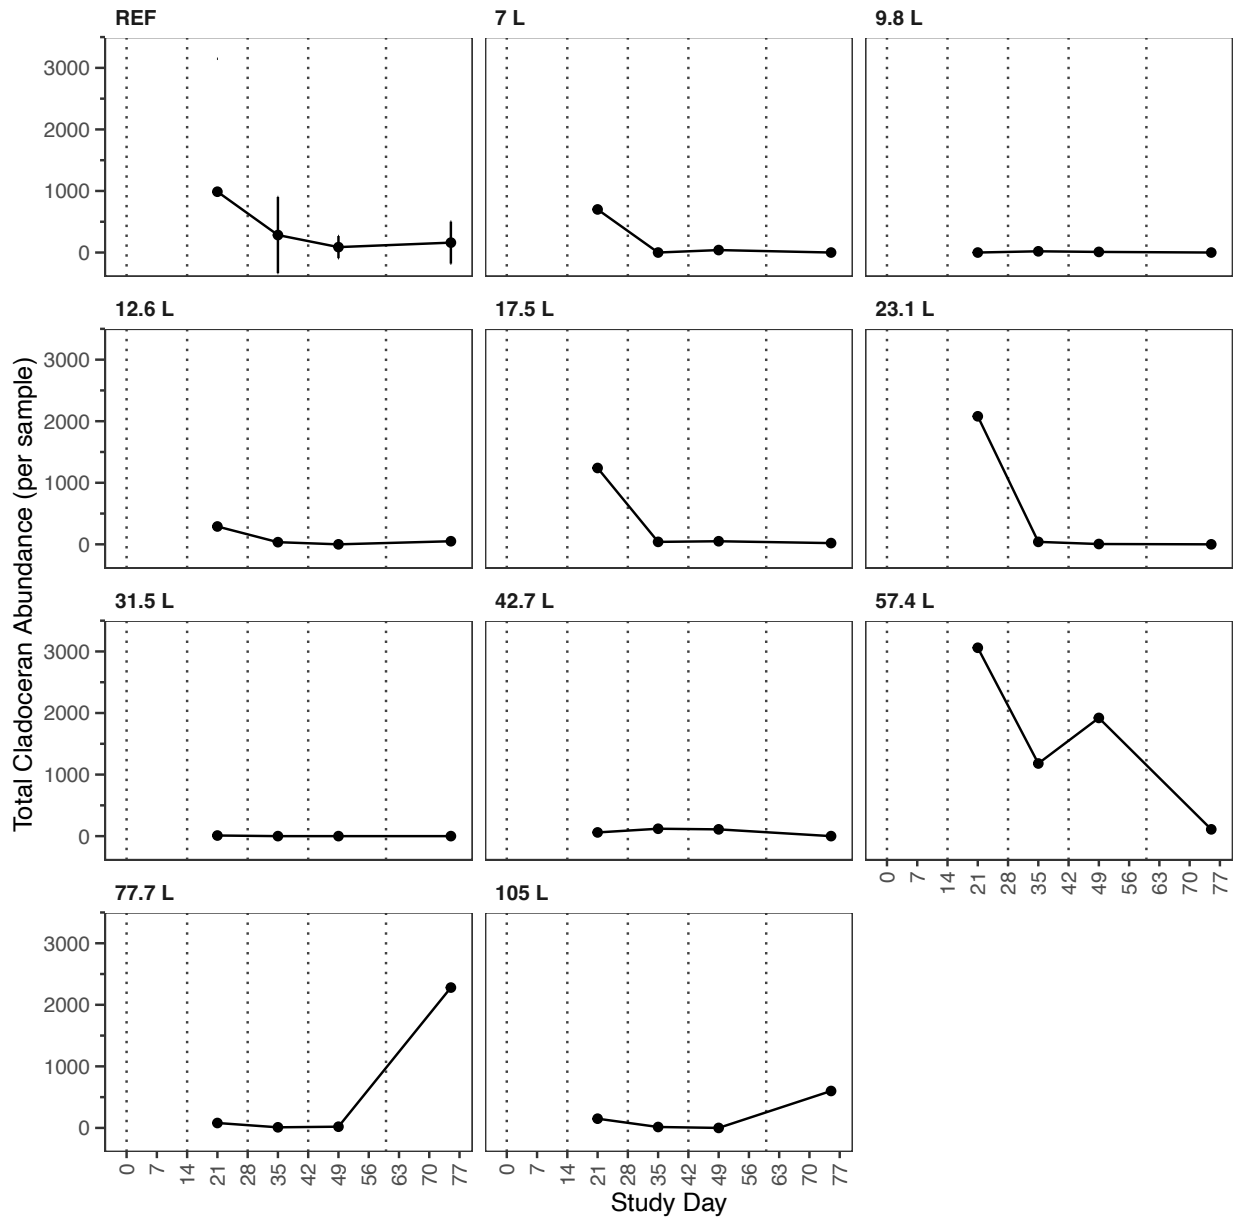 REF 7 L 9.8 L
3000
2000
1000
0
12.6 L 17.5 L 23.1 L
3000
2000
1000
0
Total Cladoceran Abundance (per sample)
31.5 L 42.7 L 57.4 L
3000
2000
1000
0
0 7 14 21 28 35 42 49 56 63 70 77
77.7 L 105 L
3000
2000
1000
0
0 7 14 21 28 35 42 49 56 63 70 77 0 7 14 21 28 35 42 49 56 63 70 77
Study Day